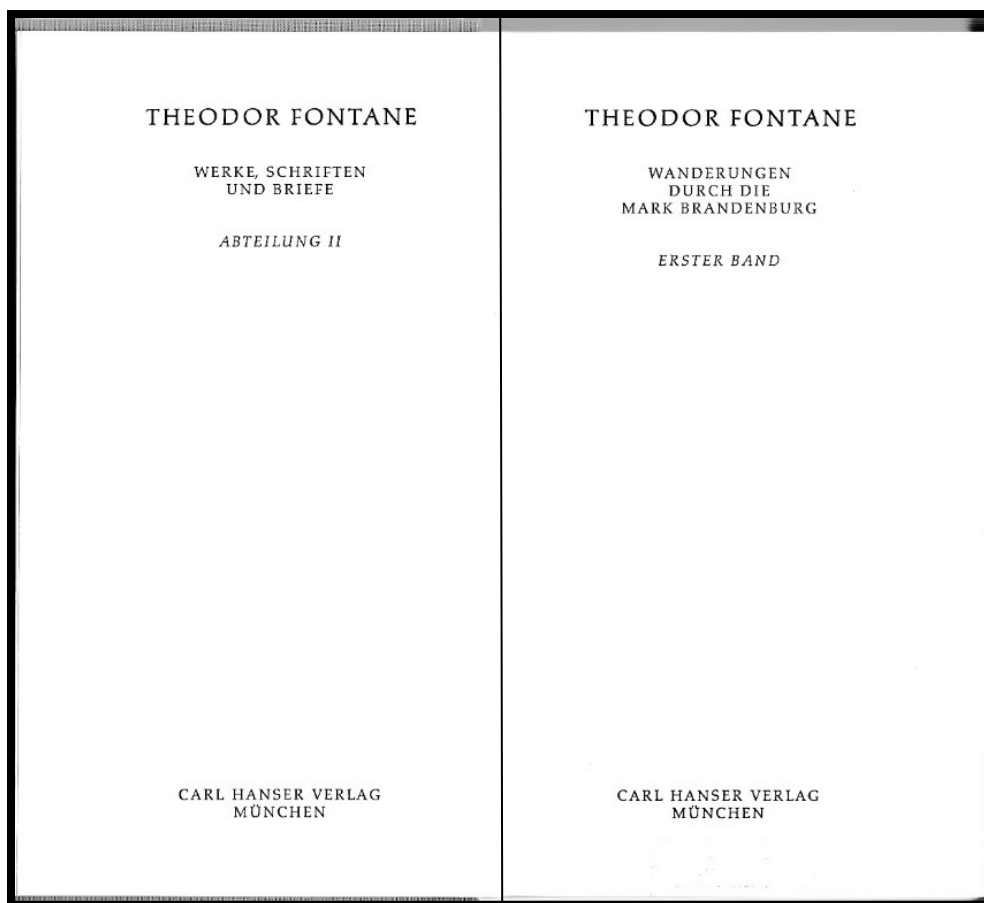 THEODOR FONTANE
WERKE, SCHRIFTEN
UND BRIEFE
ABTEILUNG II
CARL HANSER VERLAG
MÜNCHEN
THEODOR FONTANE
WANDERUNGEN
DURCH DIE
MARK BRANDENBURG
ERSTER BAND
CARL HANSER VERLAG
MÜNCHEN